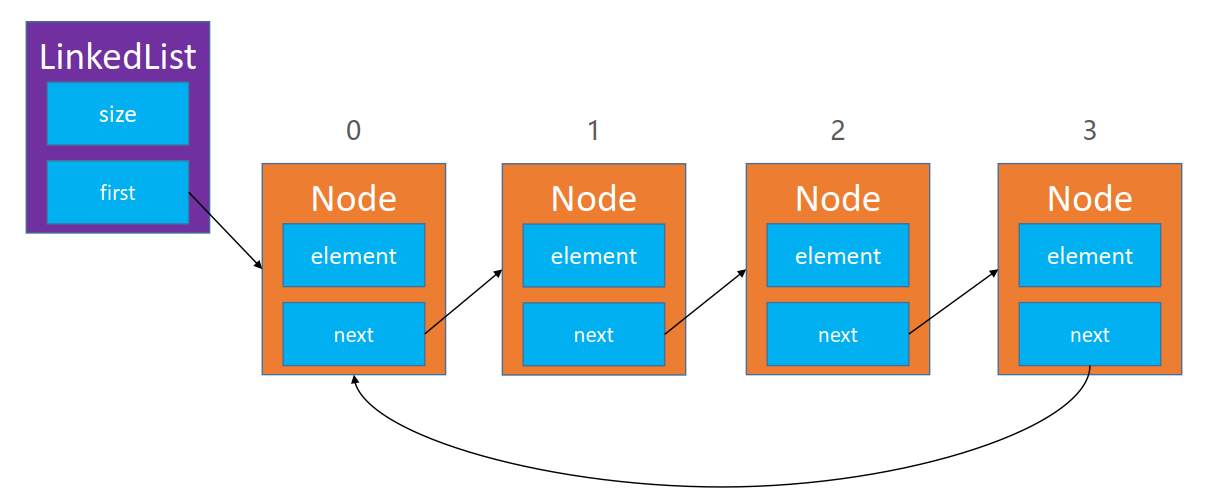 LinkedList
size
first
0
1
2
3
Node
element
next
Node
element
next
Node
element
next
Node
element
next